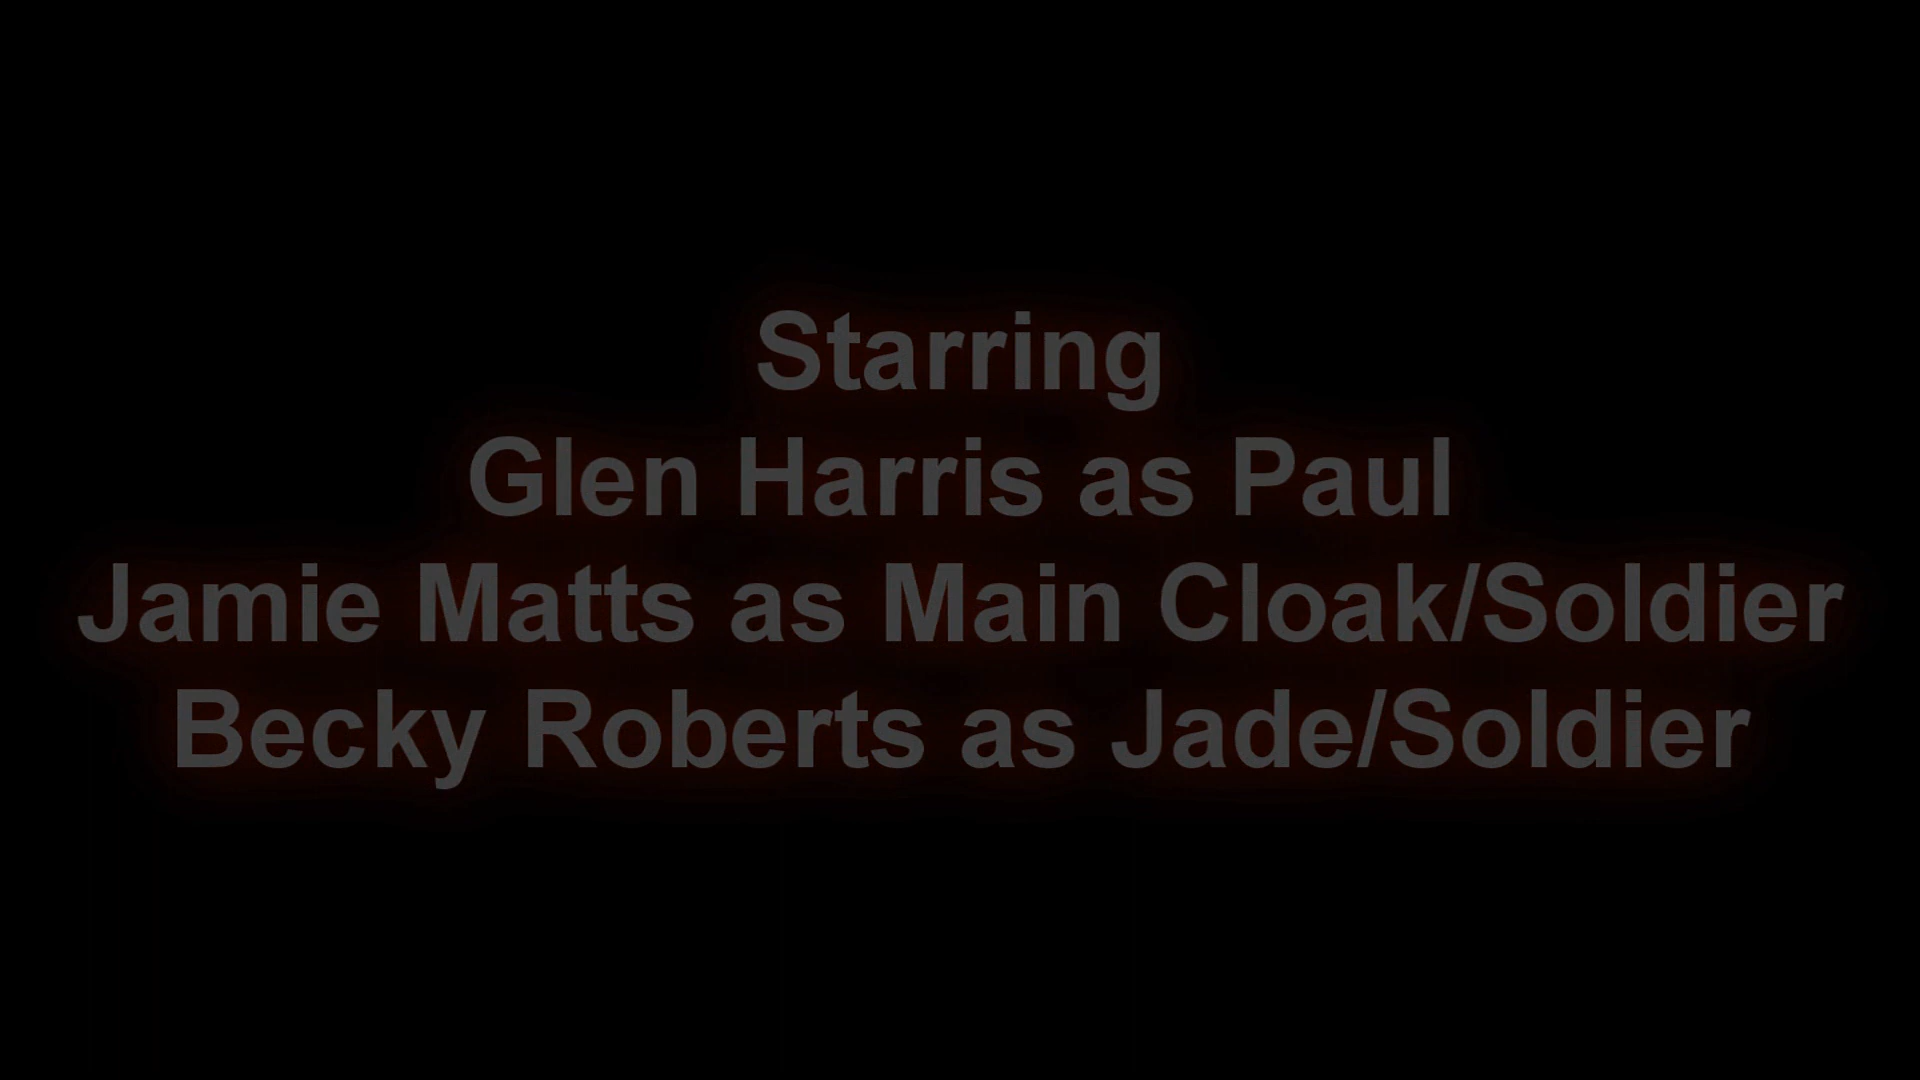 Starring
Glen Harris as Paul
Jamie Matts as Main Cloak/Soldier
Becky Roberts as Jade/Soldier